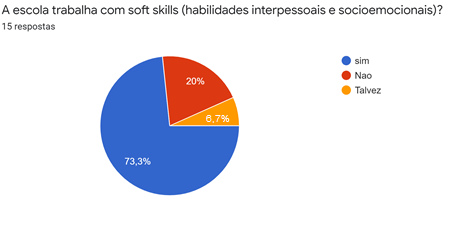 A escola trabalha com soft skills (habilidades interpessoais e socioemocionais)?
15 respostas
sim
Nao
Talvez
20%
6,7%
73,3%